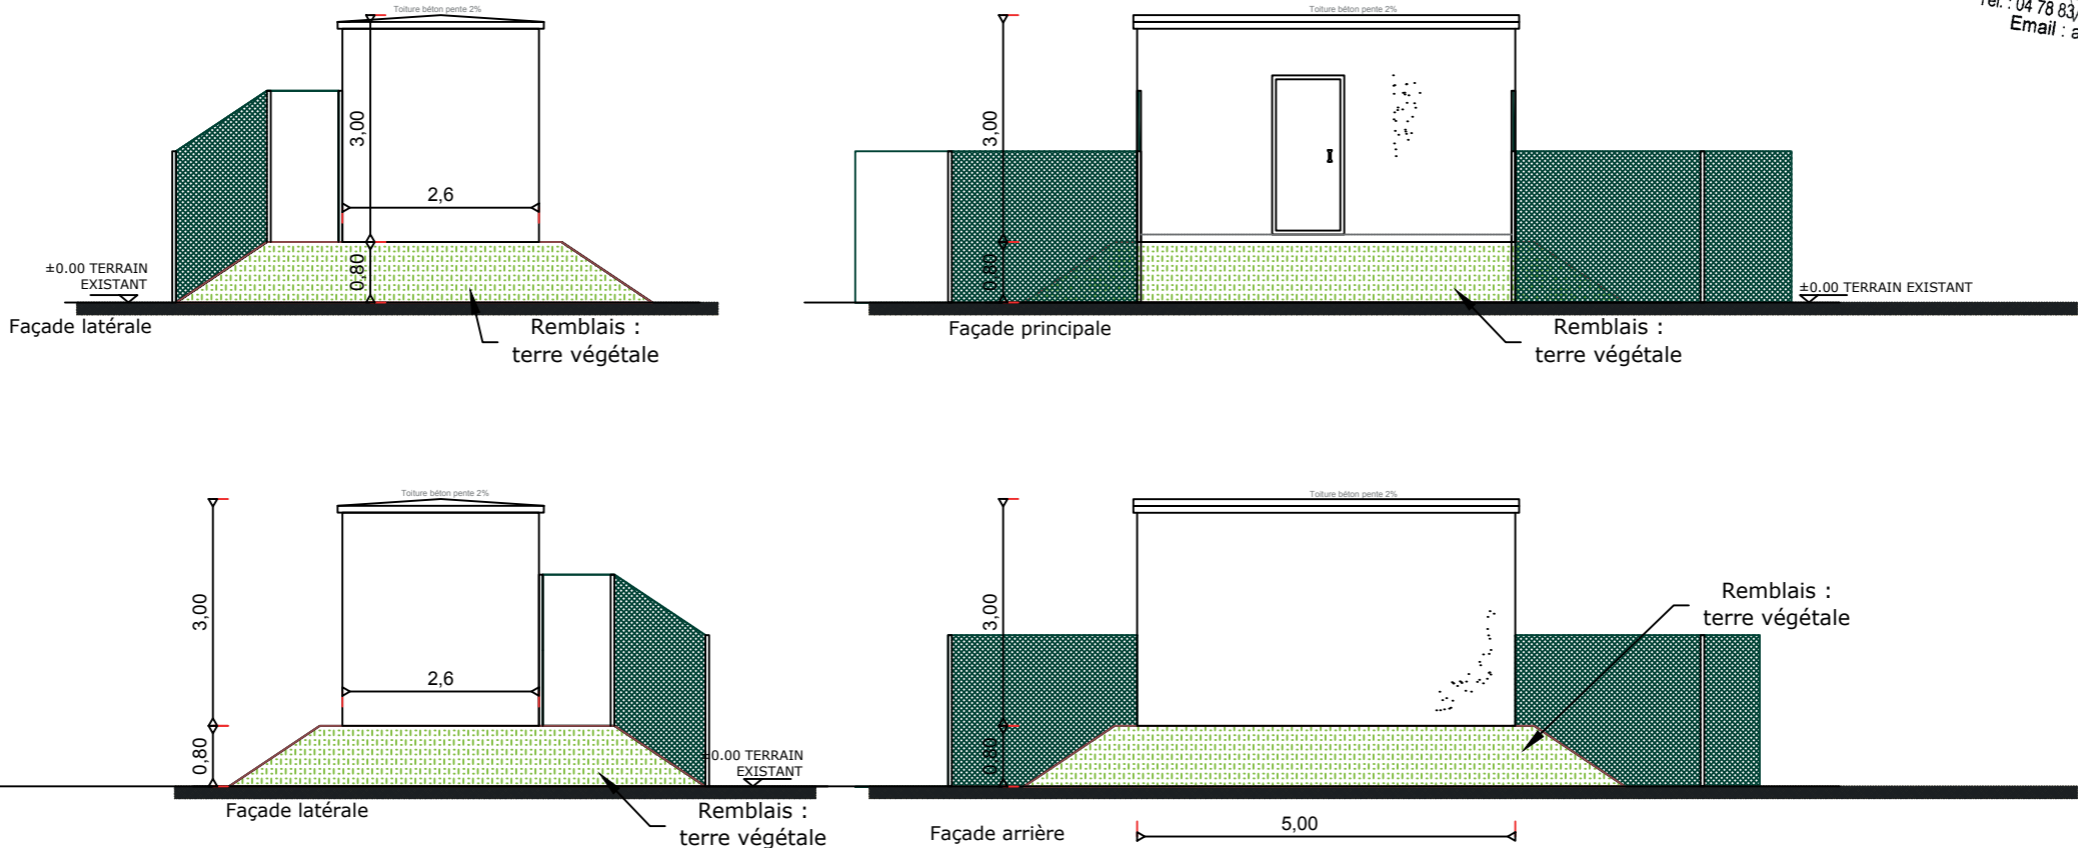 Toiture béton pente 2%
3,00
2,6
0,80
±0.00 TERRAIN
EXISTANT
Façade latérale
Remblais :
terre végétale
Toiture béton pente 2%
3,00
0,80
±0.00 TERRAIN EXISTANT
Façade principale
Remblais :
terre végétale
Tél. : 04 78 83
Email : a
Toiture béton pente 2%
3,00
2,6
0,80
±0.00 TERRAIN
EXISTANT
Façade latérale
Remblais :
terre végétale
Toiture béton pente 2%
3,00
0,80
Remblais :
terre végétale
Façade arrière
5,00